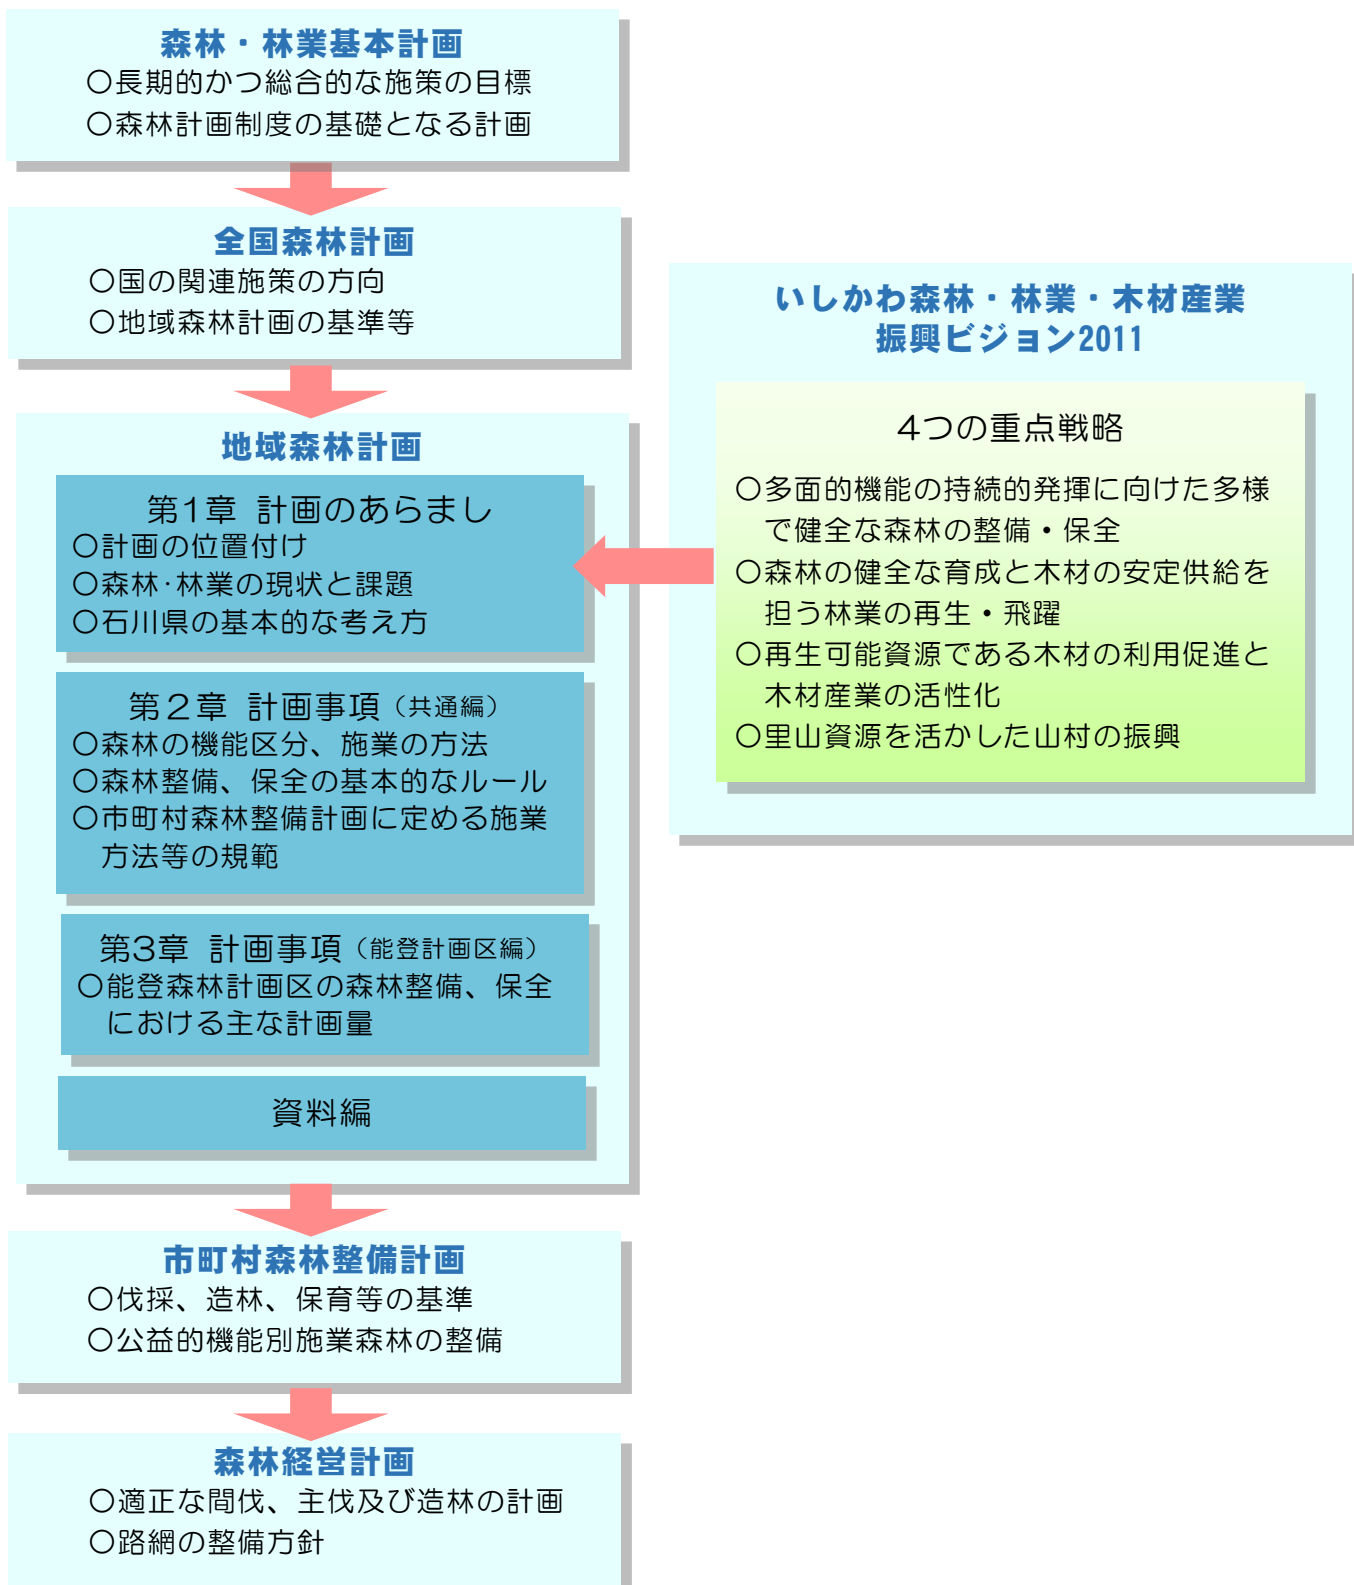 森林・林業基本計画
○長期的かつ総合的な施策の目標
○森林計画制度の基礎となる計画
全国森林計画
○国の関連施策の方向
○地域森林計画の基準等
地域森林計画
第1章 計画のあらまし
○計画の位置付け
○森林・林業の現状と課題
○石川県の基本的な考え方
第２章 計画事項（共通編）
○森林の機能区分、施業の方法
○森林整備、保全の基本的なルール
○市町村森林整備計画に定める施業
方法等の規範
第3章 計画事項（能登計画区編）
○能登森林計画区の森林整備、保全
における主な計画量
資料編
市町村森林整備計画
○伐採、造林、保育等の基準
○公益的機能別施業森林の整備
森林経営計画
○適正な間伐、主伐及び造林の計画
○路網の整備方針
いしかわ森林・林業・木材産業
振興ビジョン2011
4つの重点戦略
○多面的機能の持続的発揮に向けた多様
で健全な森林の整備・保全
○森林の健全な育成と木材の安定供給を
担う林業の再生・飛躍
○再生可能資源である木材の利用促進と
木材産業の活性化
○里山資源を活かした山村の振興